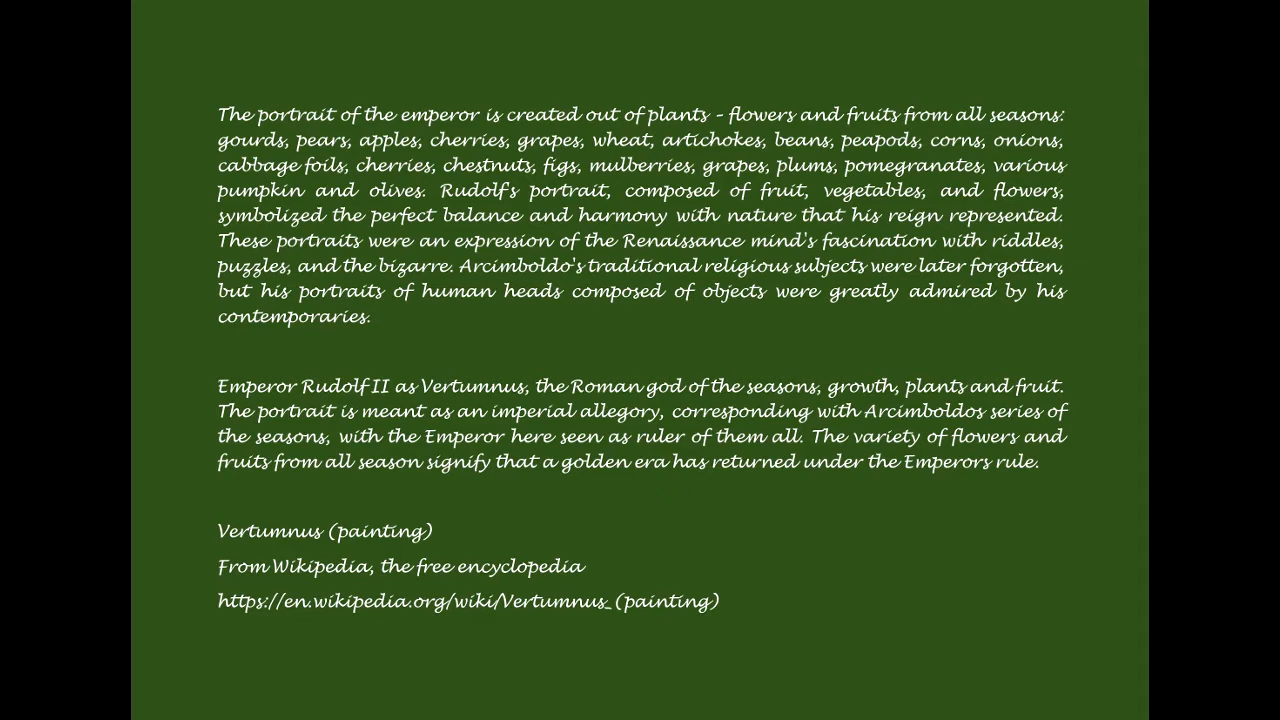 The portrait of the emperor is created out of plants – flowers and fruits from all seasons:
gourds, pears, apples, cherries, grapes, wheat, artichokes, beans, peapods, corns, onions,
cabbage foils, cherries, chestnuts, figs, mulberries, grapes, plums, pomegranates, various
pumpkin and olives. Rudolf's portrait, composed of fruit, vegetables, and flowers,
symbolized the perfect balance and harmony with nature that his reign represented.
These portraits were an expression of the Renaissance mind's fascination with riddles,
puzzles, and the bizarre. Arcimboldo's traditional religious subjects were later forgotten,
but his portraits of human heads composed of objects were greatly admired by his
contemporaries.
Emperor Rudolf II as Vertumnus, the Roman god of the seasons, growth, plants and fruit.
The portrait is meant as an imperial allegory, corresponding with Arcimboldos series of
the seasons, with the Emperor here seen as ruler of them all. The variety of flowers and
fruits from all season signify that a golden era has returned under the Emperors rule.
Vertumnus (painting)
From Wikipedia, the free encyclopedia
https://en.wikipedia.org/wiki/Vertumnus_(painting)